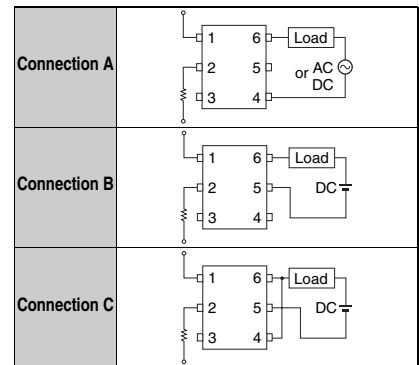 Connection A
1 6 Load
2 5 or AC
DC
3 4
Connection B
1 6 Load
2 5 DC
3 4
Connection C
1 6 Load
2 5 DC
3 4